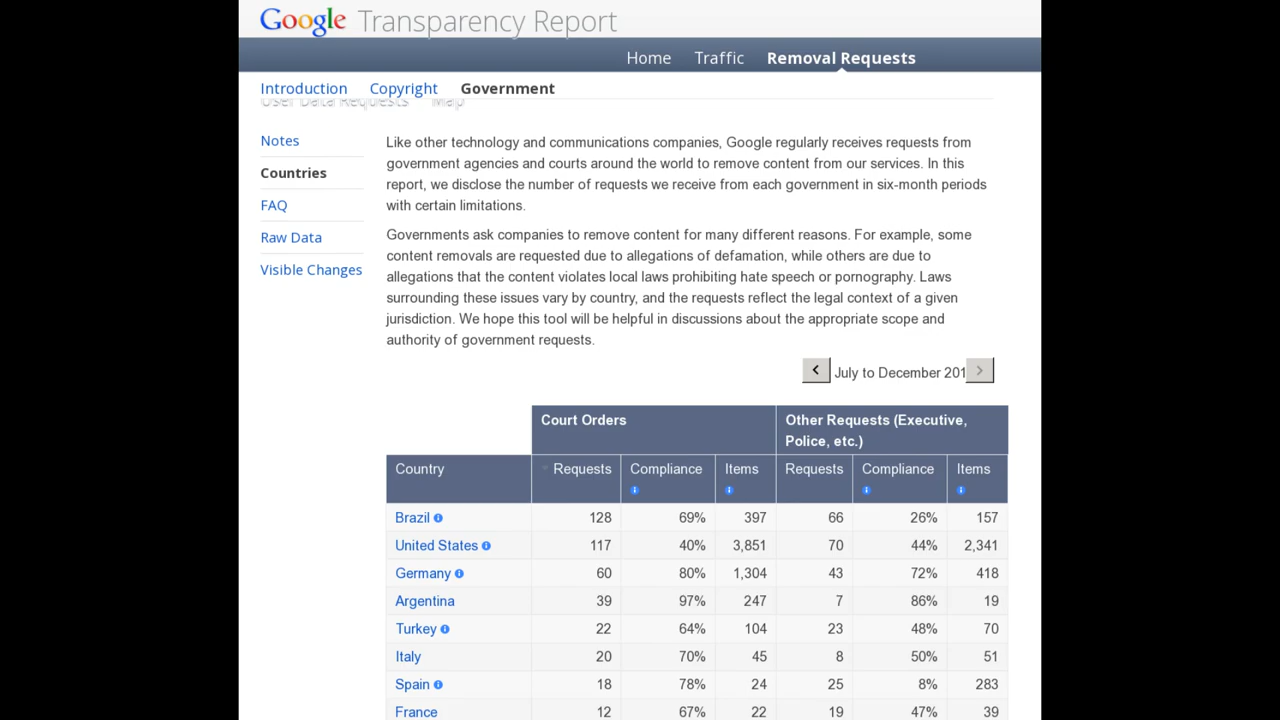 Google Transparency Report
Home Traffic Removal Requests
Introduction Copyright Government
User Data Requests Map
Notes
Countries
FAQ
Raw Data
Visible Changes
Like other technology and communications companies, Google regularly receives requests from
government agencies and courts around the world to remove content from our services. In this
report, we disclose the number of requests we receive from each government in six-month periods
with certain limitations.
Governments ask companies to remove content for many different reasons. For example, some
content removals are requested due to allegations of defamation, while others are due to
allegations that the content violates local laws prohibiting hate speech or pornography. Laws
surrounding these issues vary by country, and the requests reflect the legal context of a given
jurisdiction. We hope this tool will be helpful in discussions about the appropriate scope and
authority of government requests.
July to December 201
Court Orders Other Requests (Executive,
Police, etc.)
Country Requests Compliance Items Requests Compliance Items
Brazil 128 69% 397 66 26% 157
United States 117 40% 3,851 70 44% 2,341
Germany 60 80% 1,304 43 72% 418
Argentina 39 97% 247 7 86% 19
Turkey 22 64% 104 23 48% 70
Italy 20 70% 45 8 50% 51
Spain 18 78% 24 25 8% 283
France 12 67% 22 19 47% 39